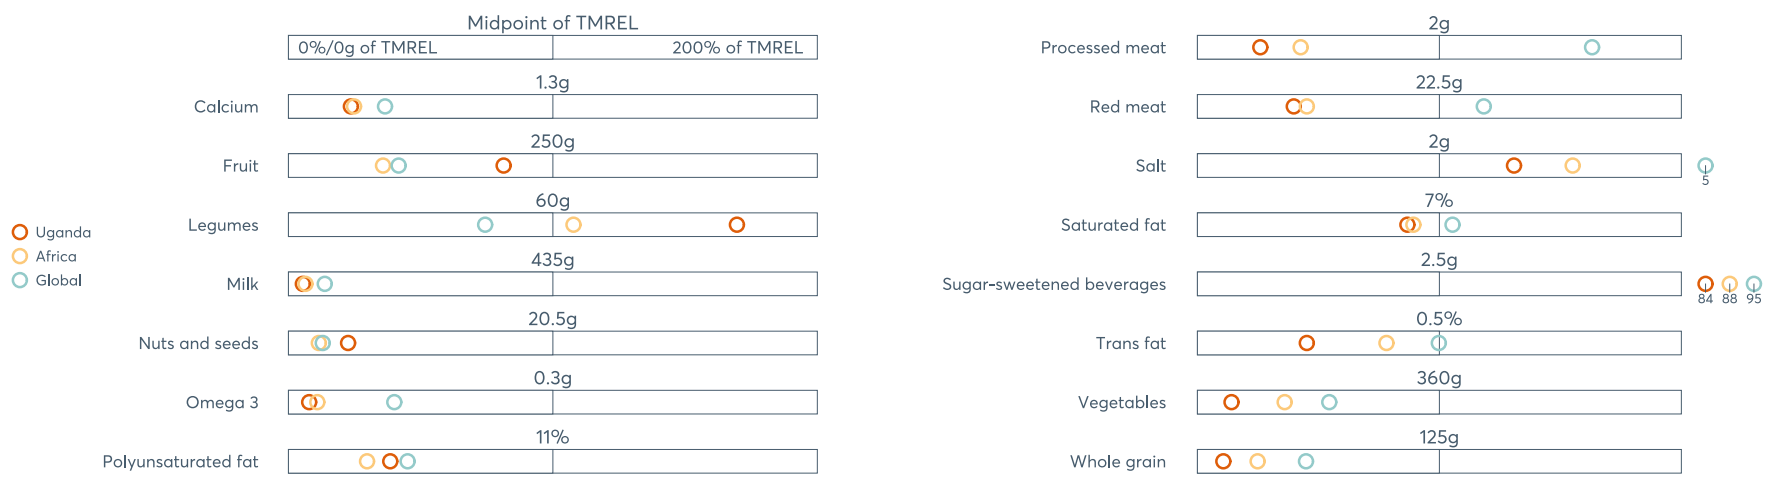 Midpoint of TMREL
0%/0g of TMREL 200% of TMREL
1.3g
Calcium
250g
Fruit
60g
Legumes
435g
Milk
20.5g
Nuts and seeds
0.3g
Omega 3
11%
Polyunsaturated fat
Uganda
Africa
Global
2g
Processed meat
22.5g
Red meat
2g
Salt
5
7%
Saturated fat
2.5g
Sugar-sweetened beverages
84 88 95
0.5%
Trans fat
360g
Vegetables
125g
Whole grain